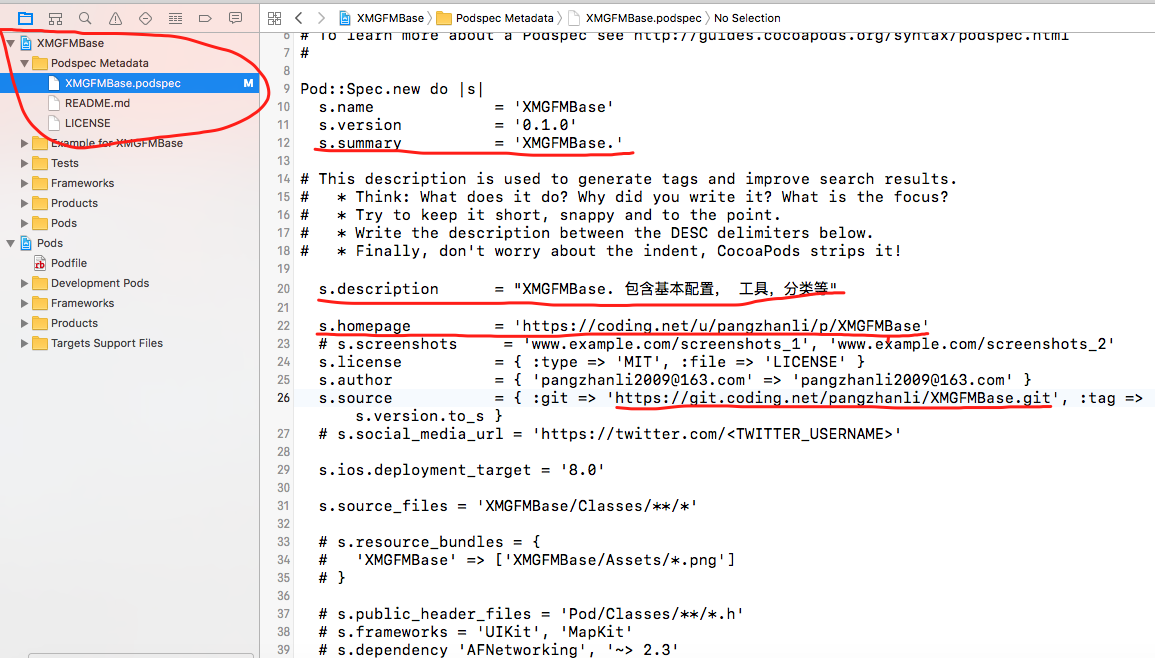 XMGFMBase 〉 Podspec Metadata 〉 XMGFMBase.podspec 〉 No Selection
XMGFMBase
Podspec Metadata
XMGFMBase.podspec M
README.md
LICENSE
Example for XMGFMBase
Tests
Frameworks
Products
Pods
Pods
Podfile
Development Pods
Frameworks
Products
Targets Support Files
6 # To learn more about a Podspec see http://guides.cocoapods.org/syntax/podspec.html
7 #
8
9 Pod::Spec.new do |s|
10 s.name = 'XMGFMBase'
11 s.version = '0.1.0'
12 s.summary = 'XMGFMBase.'
13
14 # This description is used to generate tags and improve search results.
15 # * Think: What does it do? Why did you write it? What is the focus?
16 # * Try to keep it short, snappy and to the point.
17 # * Write the description between the DESC delimiters below.
18 # * Finally, don't worry about the indent, CocoaPods strips it!
19
20 s.description = "XMGFMBase. 包含基本配置， 工具，分类等"
21
22 s.homepage = 'https://coding.net/u/pangzhanli/p/XMGFMBase'
23 # s.screenshots = 'www.example.com/screenshots_1', 'www.example.com/screenshots_2'
24 s.license = { :type => 'MIT', :file => 'LICENSE' }
25 s.author = { 'pangzhanli2009@163.com' => 'pangzhanli2009@163.com' }
26 s.source = { :git => 'https://git.coding.net/pangzhanli/XMGFMBase.git', :tag =>
s.version.to_s }
27 # s.social_media_url = 'https://twitter.com/<TWITTER_USERNAME>'
28
29 s.ios.deployment_target = '8.0'
30
31 s.source_files = 'XMGFMBase/Classes/**/*'
32
33 # s.resource_bundles = {
34 # 'XMGFMBase' => ['XMGFMBase/Assets/*.png']
35 # }
36
37 # s.public_header_files = 'Pod/Classes/**/*.h'
38 # s.frameworks = 'UIKit', 'MapKit'
39 # s.dependency 'AFNetworking', '~> 2.3'